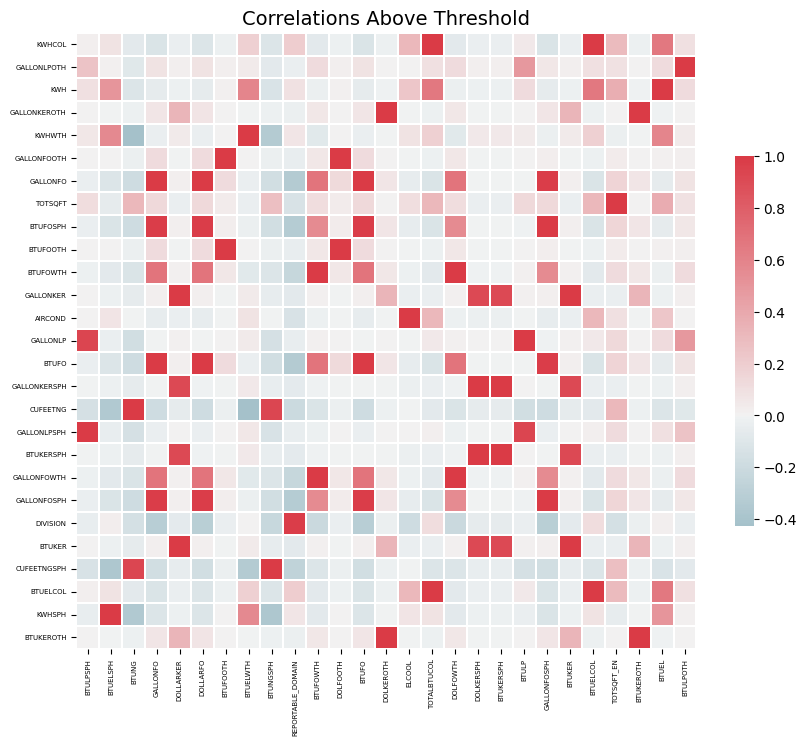 Correlations Above Threshold
KWHCOL
GALLONLPOTH
KWH
GALLONKEROTH
KWHWTH
GALLONFOOTH
GALLONFO
TOTSQFT
BTUFOSPH
BTUFOOTH
BTUFOWTH
GALLONKER
AIRCOND
GALLONLP
BTUFO
GALLONKERSPH
CUFEETNG
GALLONLPSPH
BTUKERSPH
GALLONFOWTH
GALLONFOSPH
DIVISION
BTUKER
CUFEETNGSPH
BTUELCOL
KWHSPH
BTUKEROTH
BTULPSPH
BTUELSPH
BTUNG
GALLONFO
DOLLARKER
DOLLARFO
BTUFOOTH
BTUELWTH
BTUNGSPH
REPORTABLE_DOMAIN
BTUFOWTH
DOLFOOTH
BTUFO
DOLKEROTH
ELCOOL
TOTALBTUCOL
DOLFOWTH
DOLKERSPH
BTUKERSPH
BTULP
GALLONFOSPH
BTUKER
BTUELCOL
TOTSQFT_EN
BTUKEROTH
BTUEL
BTULPOTH
1.0
0.8
0.6
0.4
0.2
0.0
−0.2
−0.4